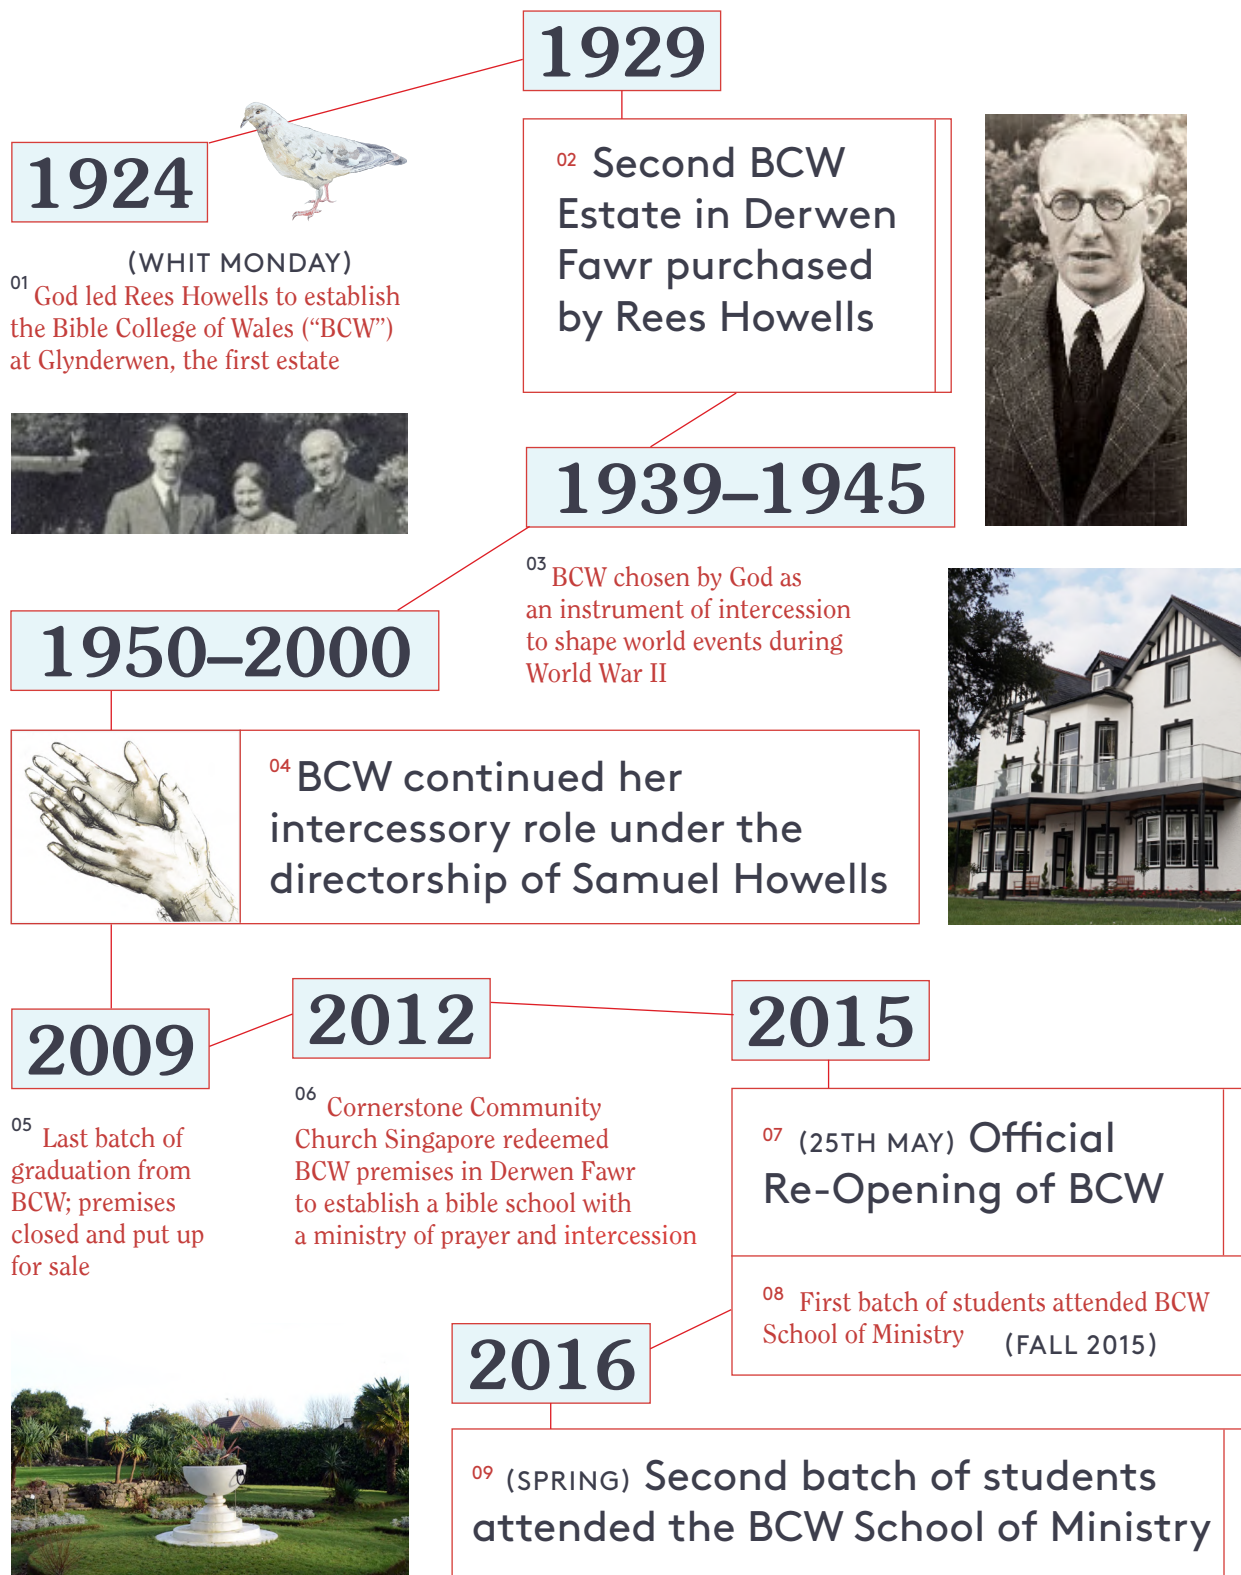 1924
(WHIT MONDAY)
01 God led Rees Howells to establish
the Bible College of Wales (“BCW”)
at Glynderwen, the first estate
1929
02 Second BCW
Estate in Derwen
Fawr purchased
by Rees Howells
1939–1945
03 BCW chosen by God as
an instrument of intercession
to shape world events during
World War II
1950–2000
04 BCW continued her
intercessory role under the
directorship of Samuel Howells
2009
05 Last batch of
graduation from
BCW; premises
closed and put up
for sale
2012
06 Cornerstone Community
Church Singapore redeemed
BCW premises in Derwen Fawr
to establish a bible school with
a ministry of prayer and intercession
2015
07 (25TH MAY) Official
Re-Opening of BCW
08 First batch of students attended BCW
School of Ministry (FALL 2015)
2016
09 (SPRING) Second batch of students
attended the BCW School of Ministry